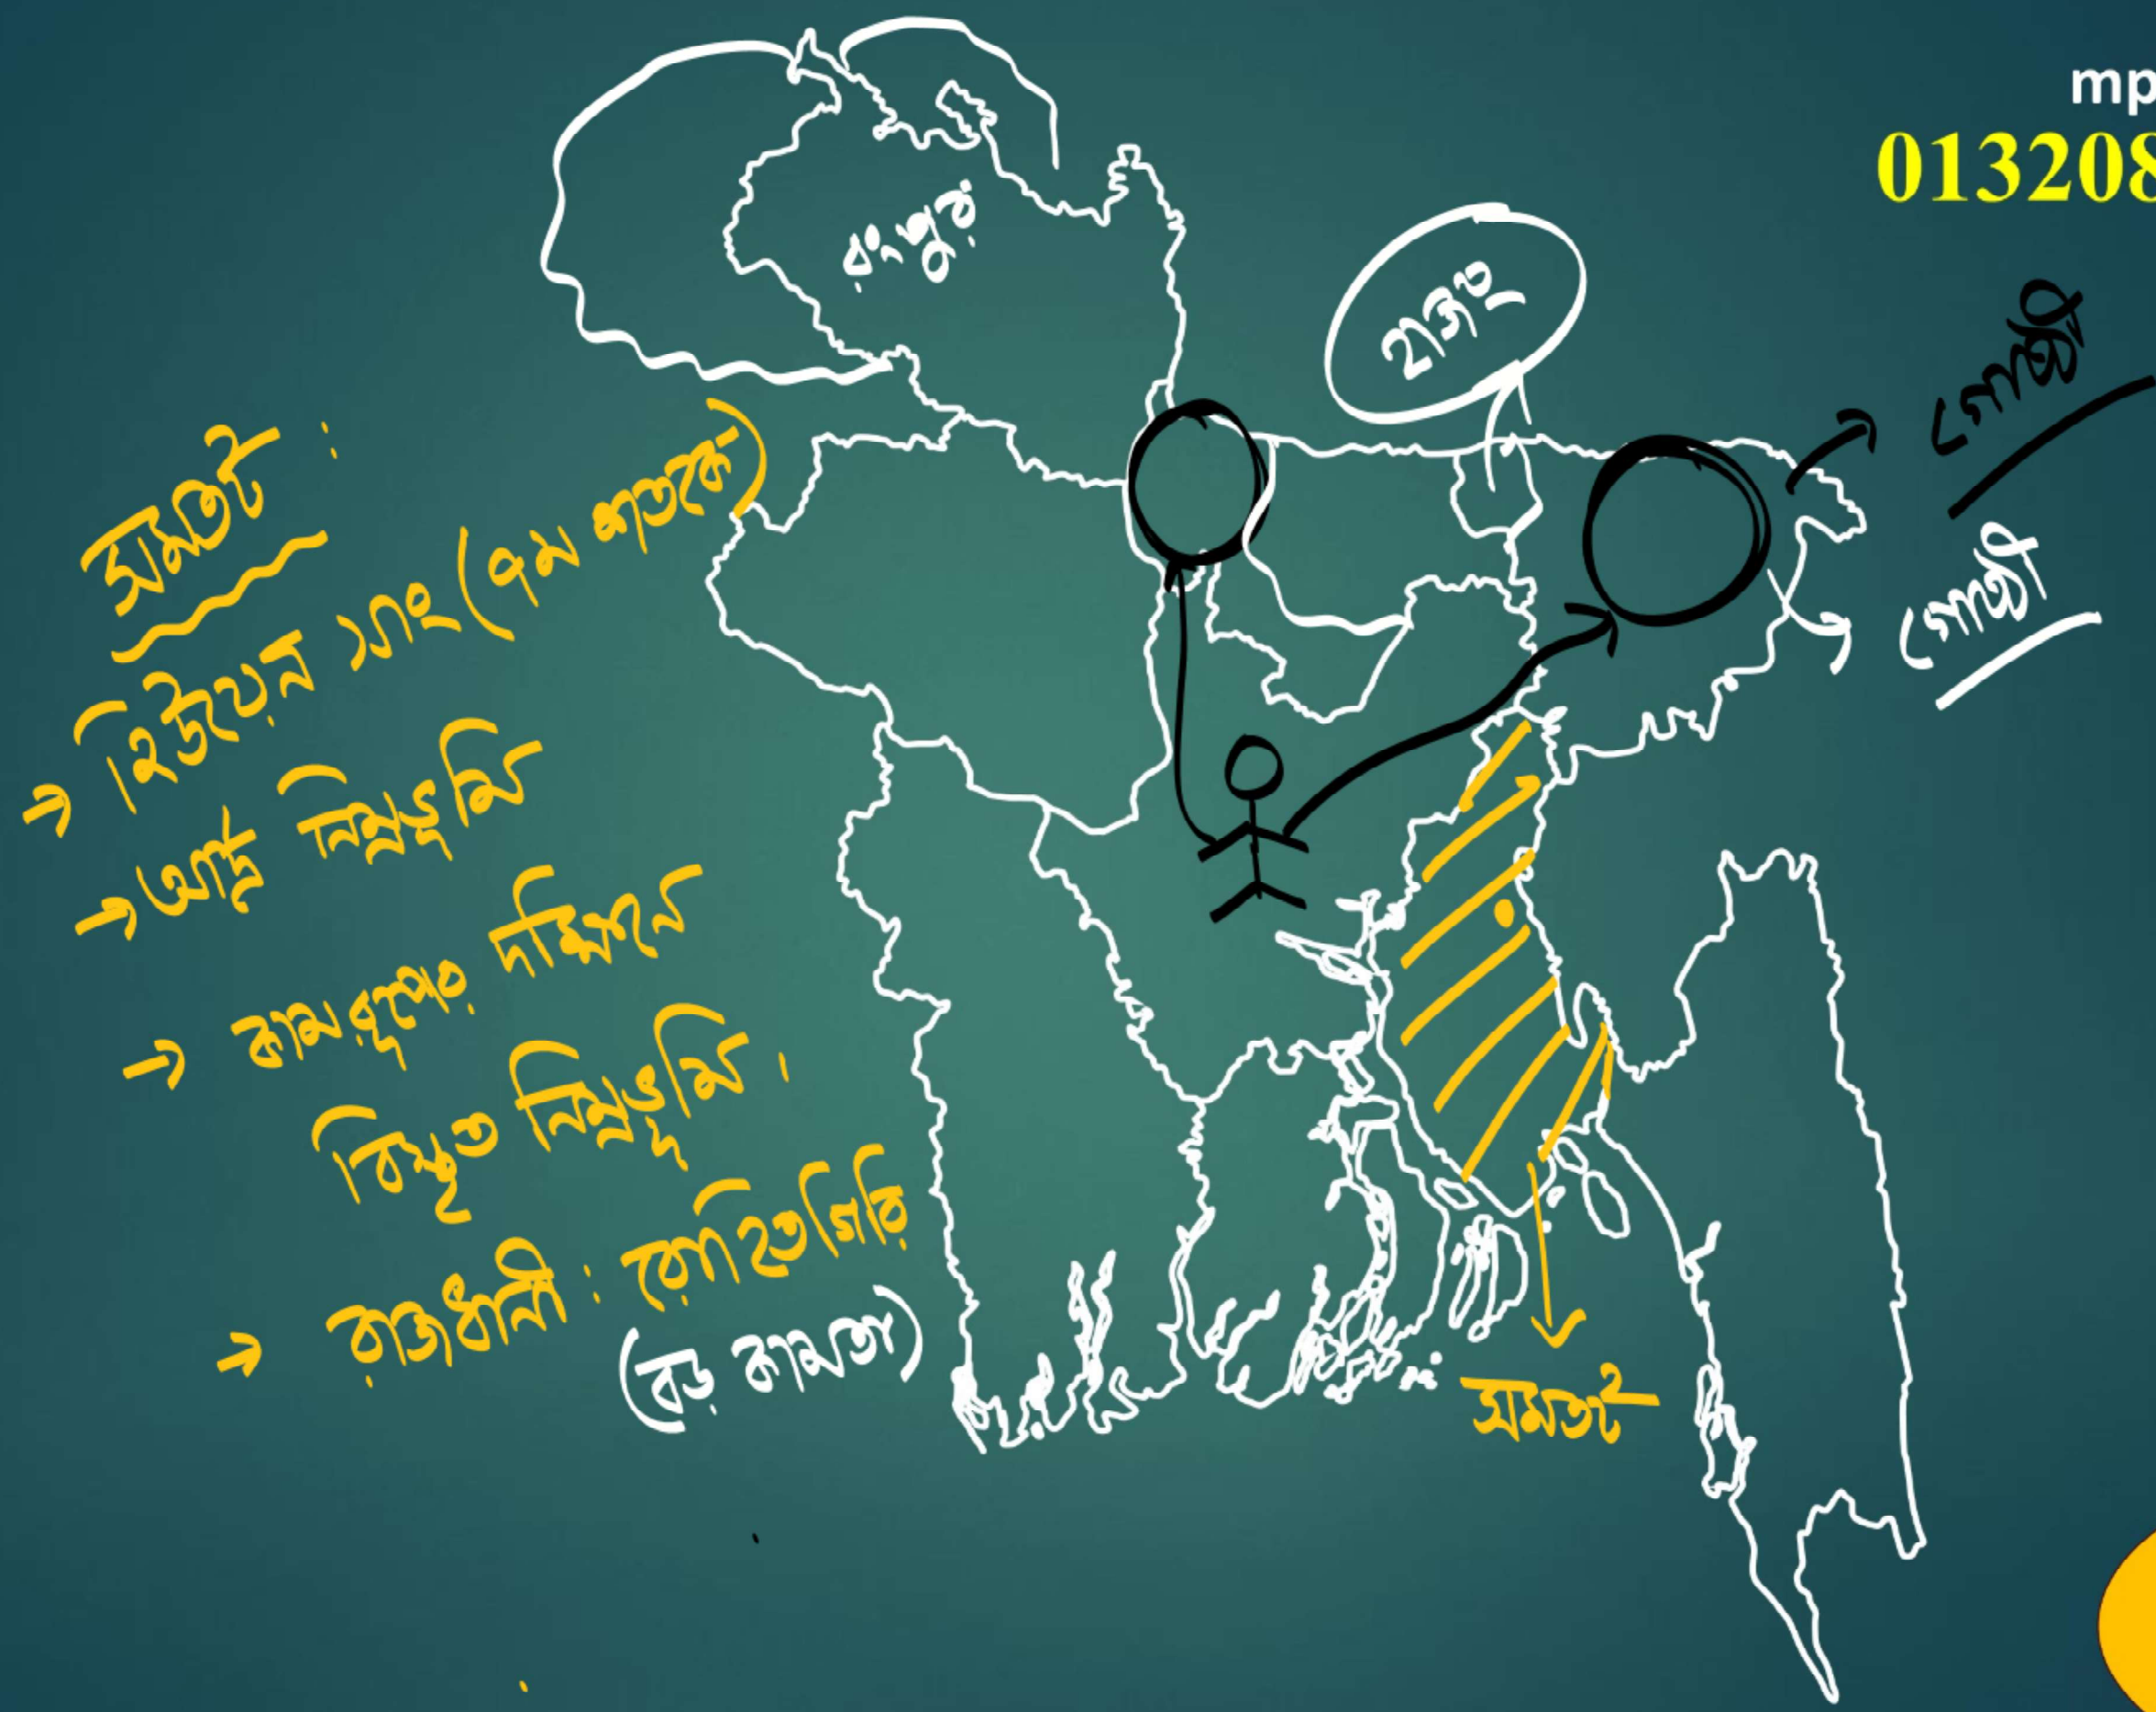 mp
013208
রংপুর
হাজং
গোষ্ঠী
গোষ্ঠী
সমতট :
→ হিউয়েন সাং (৭ম শতকে)
→ আর্দ্র নিম্নভূমি
→ কামরূপের দক্ষিনে
বিস্তৃত নিম্নভূমি।
→ রাজধানী : রোহিতগিরি
(বড় কামতা)
সমতট